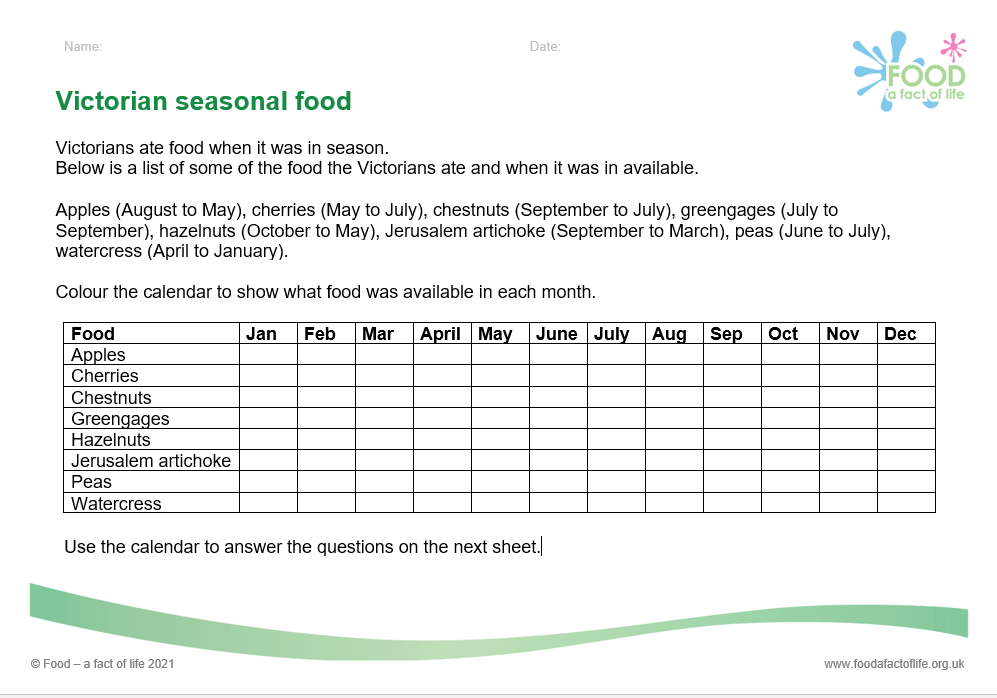 Name:
Date:
FOOD
a fact of life
Victorian seasonal food
Victorians ate food when it was in season.
Below is a list of some of the food the Victorians ate and when it was in available.
Apples (August to May), cherries (May to July), chestnuts (September to July), greengages (July to
September), hazelnuts (October to May), Jerusalem artichoke (September to March), peas (June to July),
watercress (April to January).
Colour the calendar to show what food was available in each month.
Food Jan Feb Mar April May June July Aug Sep Oct Nov Dec
Apples
Cherries
Chestnuts
Greengages
Hazelnuts
Jerusalem artichoke
Peas
Watercress
Use the calendar to answer the questions on the next sheet.
© Food – a fact of life 2021
www.foodafactoflife.org.uk